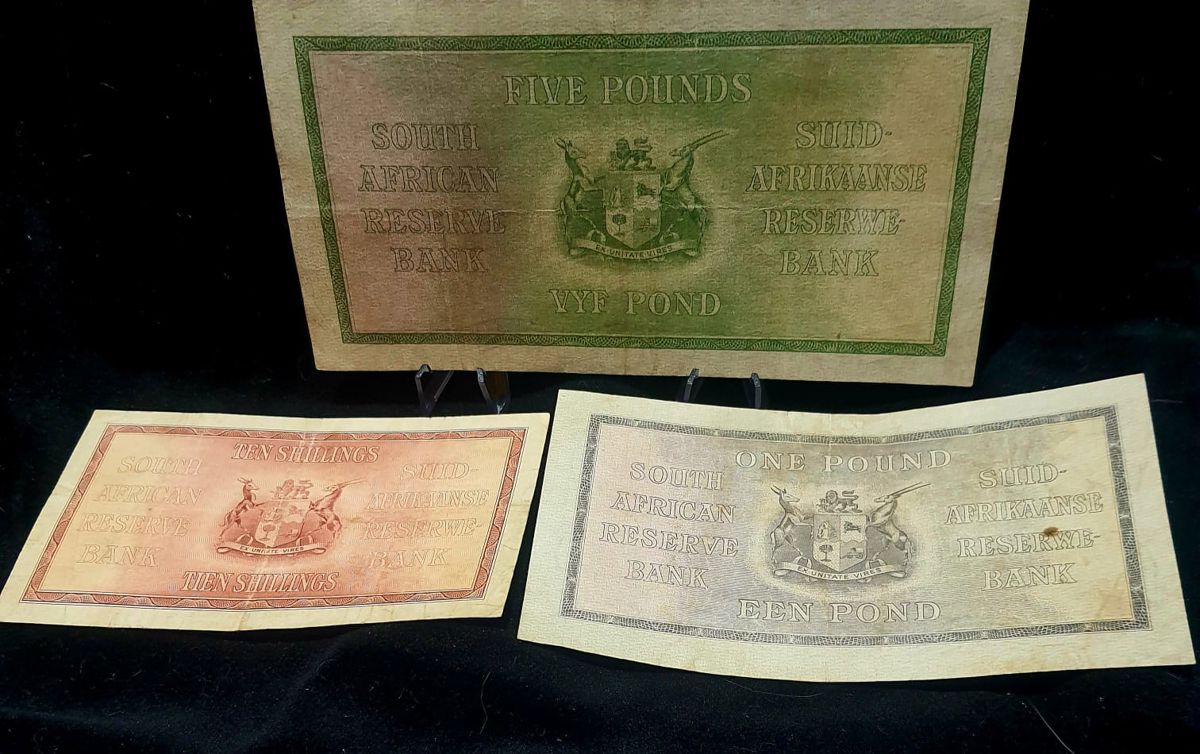 FIVE POUNDS
SOUTH
AFRICAN
RESERVE
BANK
SUID-
AFRIKAANSE
RESERWE-
BANK
EX UNITATE VIRES
VYF POND
TEN SHILLINGS
SOUTH
AFRICAN
RESERVE
BANK
SUID-
AFRIKAANSE
RESERWE-
BANK
EX UNITATE VIRES
TIEN SHILLINGS
ONE POUND
SOUTH
AFRICAN
RESERVE
BANK
SUID-
AFRIKAANSE
RESERWE-
BANK
EX UNITATE VIRES
EEN POND